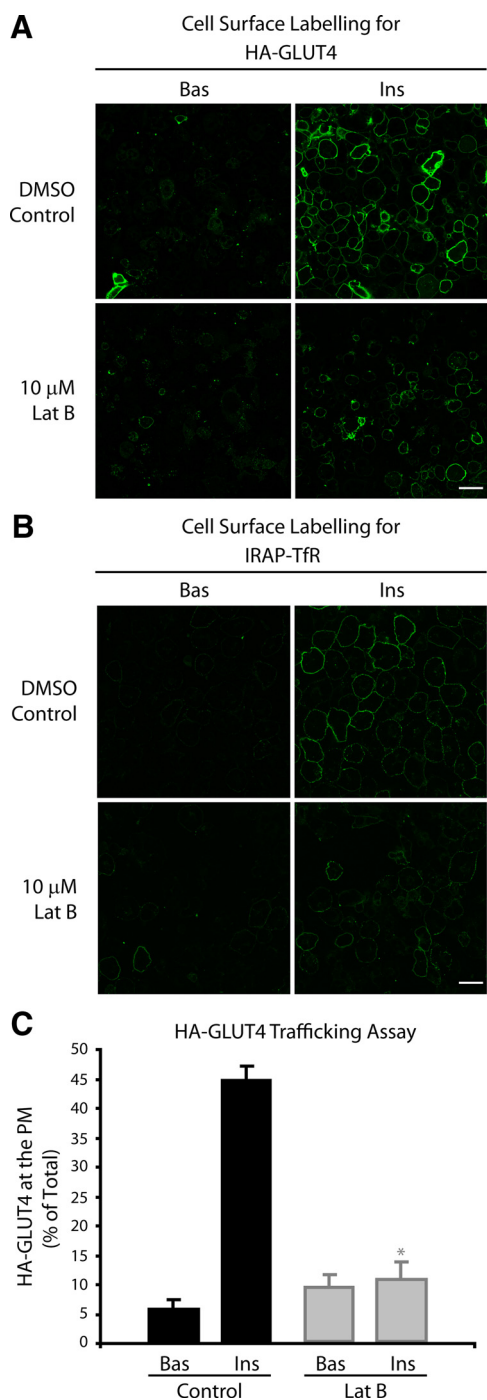 A
Cell Surface Labelling for
HA-GLUT4
Bas Ins
DMSO
Control
10 μM
Lat B
B
Cell Surface Labelling for
IRAP-TfR
Bas Ins
DMSO
Control
10 μM
Lat B
C
HA-GLUT4 Trafficking Assay
HA-GLUT4 at the PM
(% of Total)
50
45
40
35
30
25
20
15
10
5
0
*
Bas Ins Bas Ins
Control Lat B